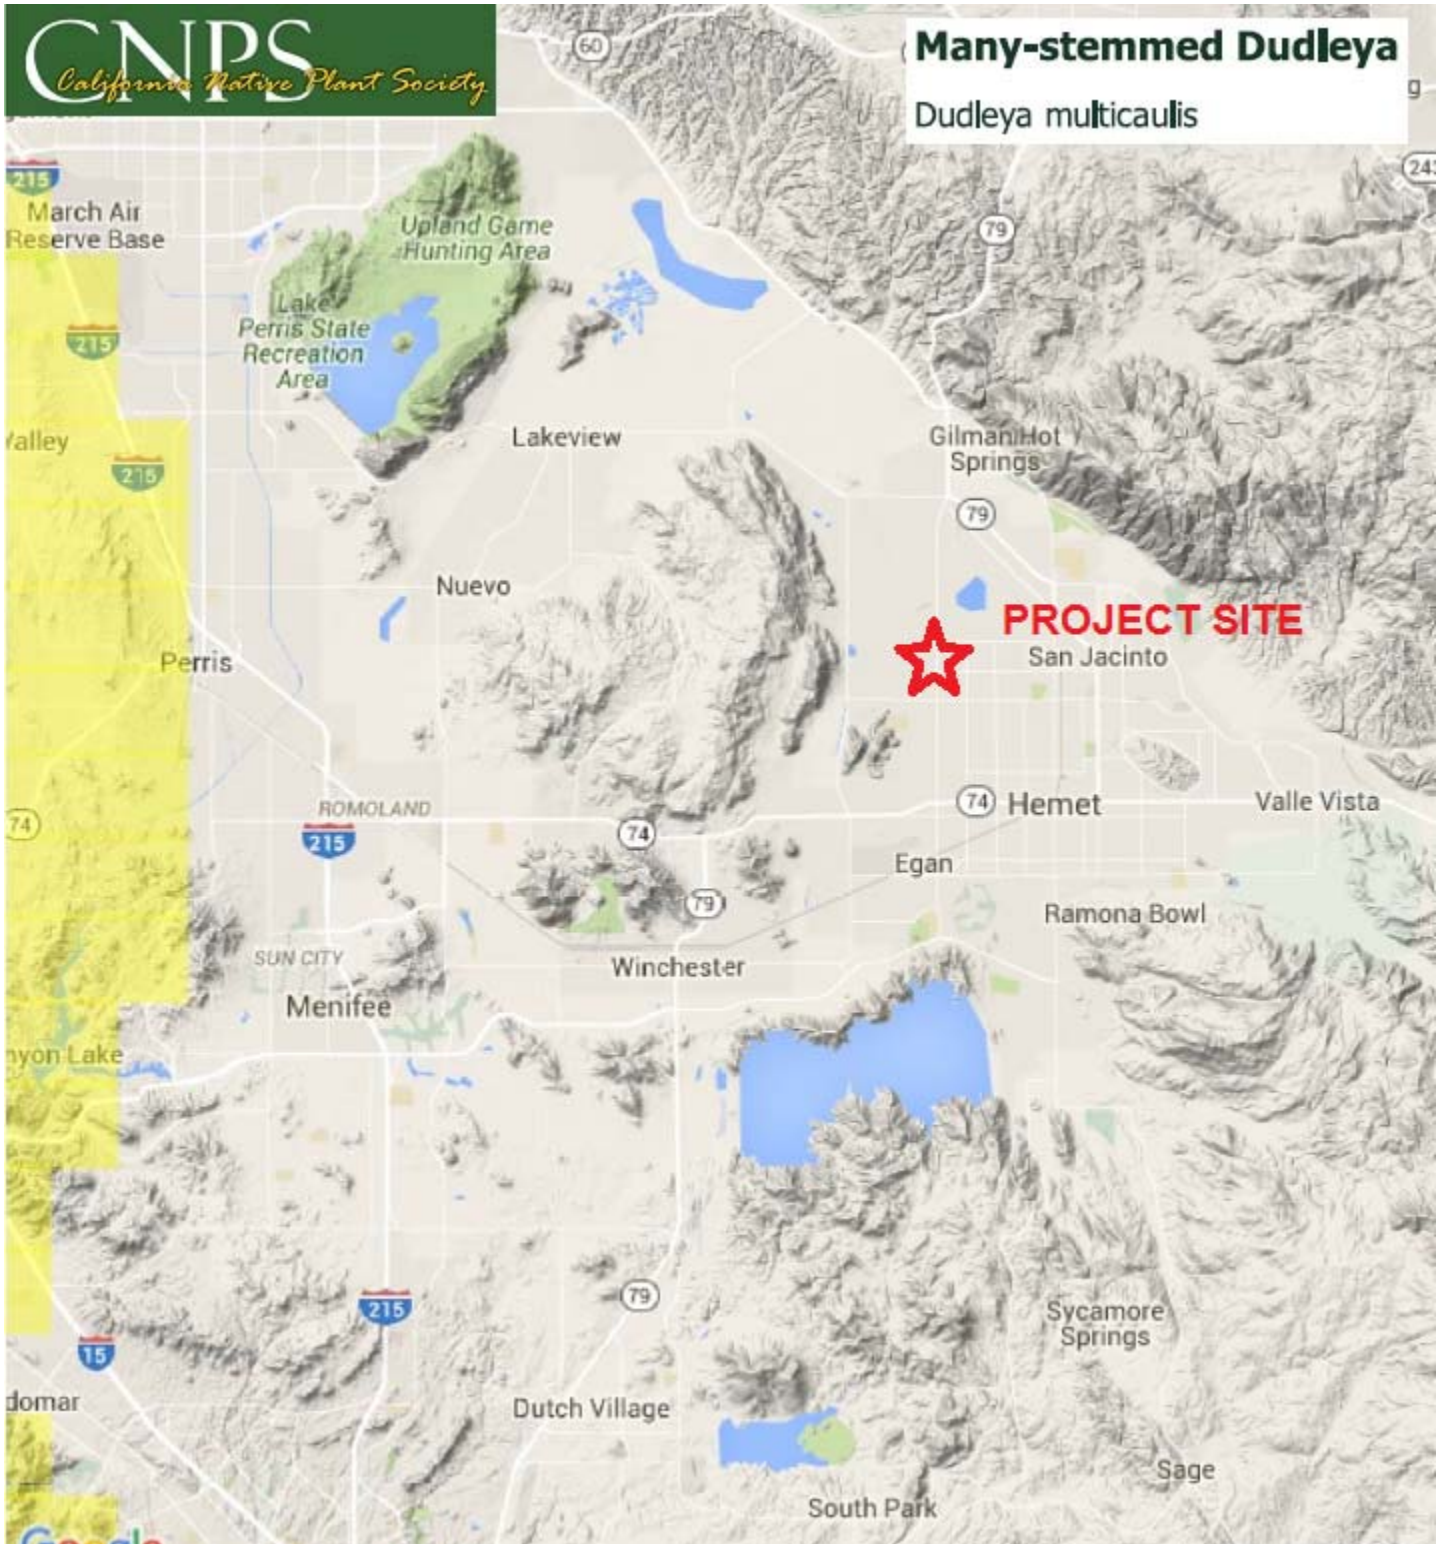 CNPS
California Native Plant Society
Many-stemmed Dudleya
Dudleya multicaulis
60
g
215
243
March Air
Reserve Base
Upland Game
Hunting Area
79
Lake
Perris State
Recreation
Area
215
Valley
215
Lakeview
Gilman Hot
Springs
79
Nuevo
PROJECT SITE
Perris
San Jacinto
ROMOLAND
74
215
74
74
Hemet
Valle Vista
Egan
79
Ramona Bowl
SUN CITY
Winchester
Menifee
nyon Lake
79
215
Sycamore
Springs
15
domar
Dutch Village
Sage
South Park
Google